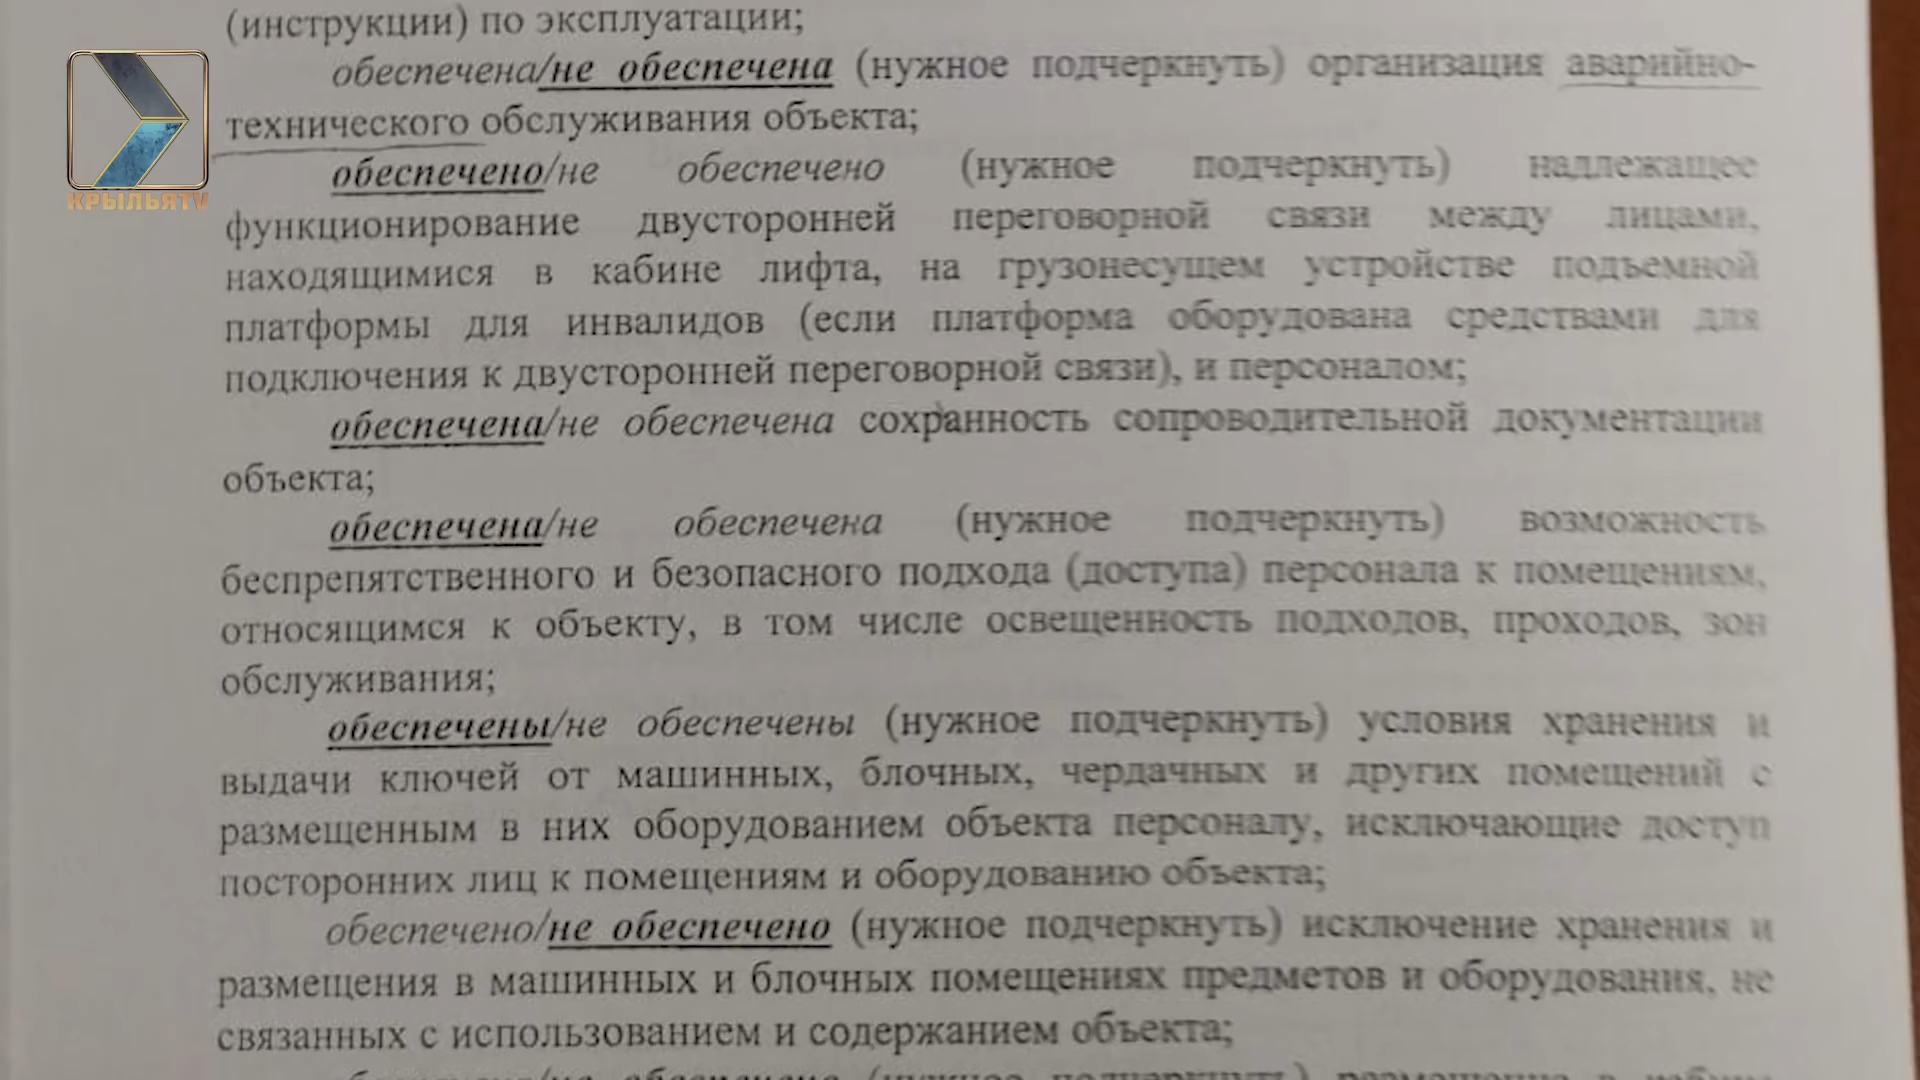 (инструкции) по эксплуатации;
обеспечена/не обеспечена (нужное подчеркнуть) организация аварийно-
технического обслуживания объекта;
обеспечено/не обеспечено (нужное подчеркнуть) надлежащее
функционирование двусторонней переговорной связи между лицами,
находящимися в кабине лифта, на грузонесущем устройстве подъемной
платформы для инвалидов (если платформа оборудована средствами для
подключения к двусторонней переговорной связи), и персоналом;
обеспечена/не обеспечена сохранность сопроводительной документации
объекта;
обеспечена/не обеспечена (нужное подчеркнуть) возможность
беспрепятственного и безопасного подхода (доступа) персонала к помещениям,
относящимся к объекту, в том числе освещенность подходов, проходов, зон
обслуживания;
обеспечены/не обеспечены (нужное подчеркнуть) условия хранения и
выдачи ключей от машинных, блочных, чердачных и других помещений с
размещенным в них оборудованием объекта персоналу, исключающие доступ
посторонних лиц к помещениям и оборудованию объекта;
обеспечено/не обеспечено (нужное подчеркнуть) исключение хранения и
размещения в машинных и блочных помещениях предметов и оборудования, не
связанных с использованием и содержанием объекта;
КРЫЛЬЯTV